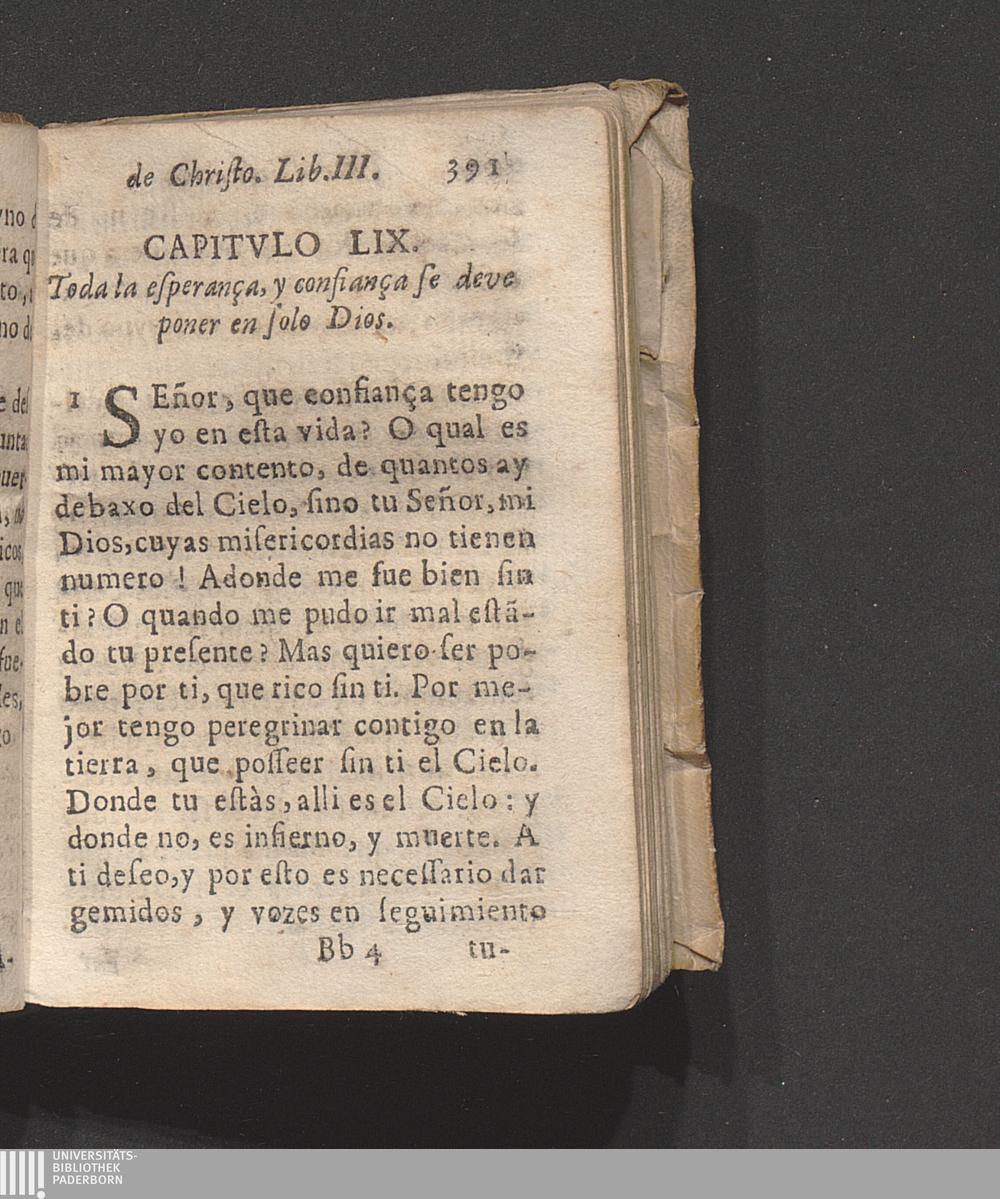 de Chriſto. Lib.III. 391
CAPITVLO LIX.
Toda la eſperança, y confiança ſe deve
poner en ſolo Dios.
1 SEñor, que confiança tengo
yo en eſta vida? O qual es
mi mayor contento, de quantos ay
debaxo del Cielo, ſino tu Señor, mi
Dios, cuyas miſericordias no tienen
numero! Adonde me fue bien ſin
ti? O quando me pudo ir mal eſtã-
do tu preſente? Mas quiero ſer po-
bre por ti, que rico ſin ti. Por me-
jor tengo peregrinar contigo en la
tierra, que poſſeer ſin ti el Cielo.
Donde tu eſtàs, alli es el Cielo: y
donde no, es infierno, y muerte. A
ti deſeo, y por eſto es neceſſario dar
gemidos, y vozes en ſeguimiento
Bb 4 tu-
UNIVERSITÄTS-
BIBLIOTHEK
PADERBORN